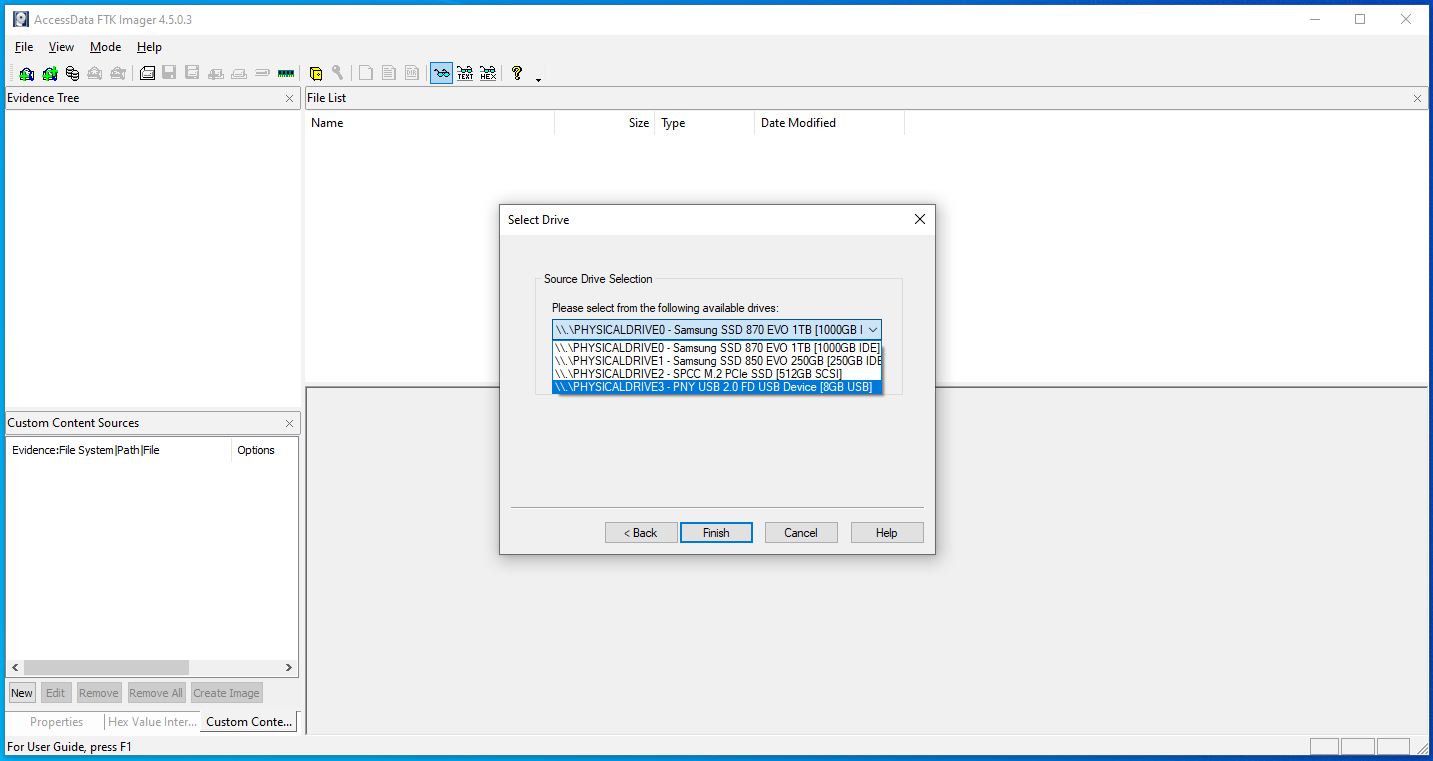 AccessData FTK Imager 4.5.0.3
File View Mode Help
TEXT HEX
Evidence Tree
File List
Name Size Type Date Modified
Select Drive
Source Drive Selection
Please select from the following available drives:
\\.\PHYSICALDRIVE0 - Samsung SSD 870 EVO 1TB [1000GB I
\\.\PHYSICALDRIVE0 - Samsung SSD 870 EVO 1TB [1000GB IDE]
\\.\PHYSICALDRIVE1 - Samsung SSD 850 EVO 250GB [250GB IDE
\\.\PHYSICALDRIVE2 - SPCC M.2 PCIe SSD [512GB SCSI]
\\.\PHYSICALDRIVE3 - PNY USB 2.0 FD USB Device [8GB USB]
< Back Finish Cancel Help
Custom Content Sources
Evidence:File System|Path|File Options
New Edit Remove Remove All Create Image
Properties Hex Value Inter... Custom Conte...
For User Guide, press F1